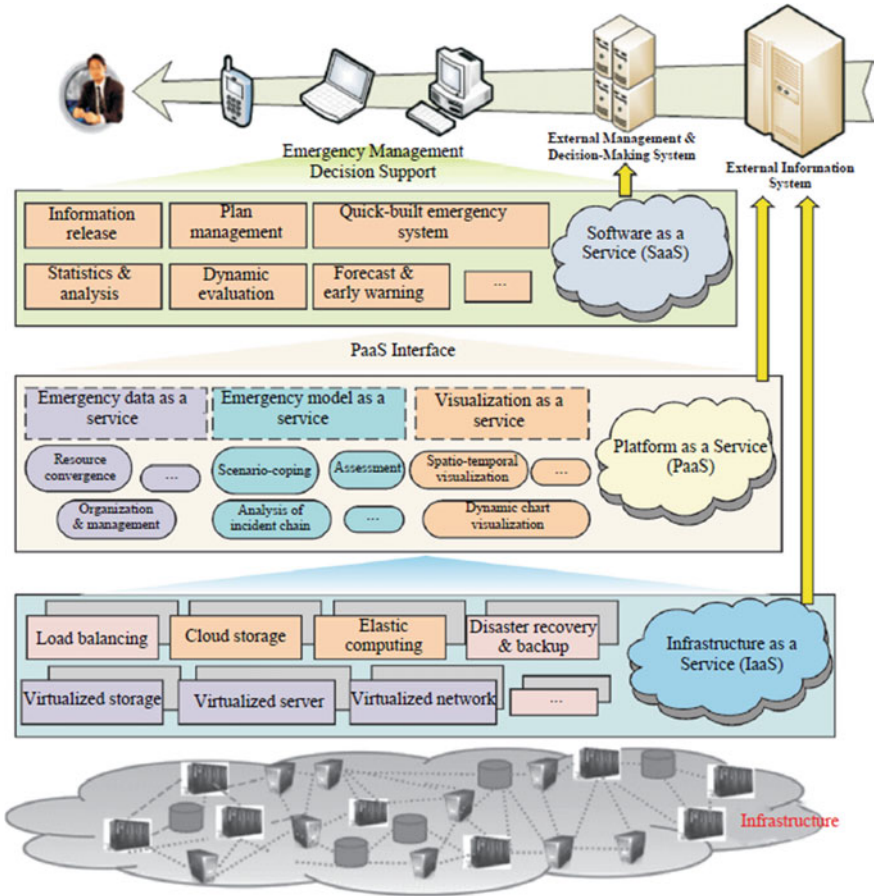 External Management &
Decision-Making System
External Information
System
Emergency Management
Decision Support
Information
release
Plan
management
Quick-built emergency
system
Software as a
Service (SaaS)
Statistics &
analysis
Dynamic
evaluation
Forecast &
early warning
...
PaaS Interface
Emergency data as a
service
Emergency model as a
service
Visualization as a
service
Platform as a Service
(PaaS)
Resource
convergence
...
Scenario-coping
Assessment
Spatio-temporal
visualization
...
Organization
& management
Analysis of
incident chain
...
Dynamic chart
visualization
Load balancing
Cloud storage
Elastic
computing
Disaster recovery
& backup
Infrastructure as a
Service (IaaS)
Virtualized storage
Virtualized server
Virtualized network
...
Infrastructure